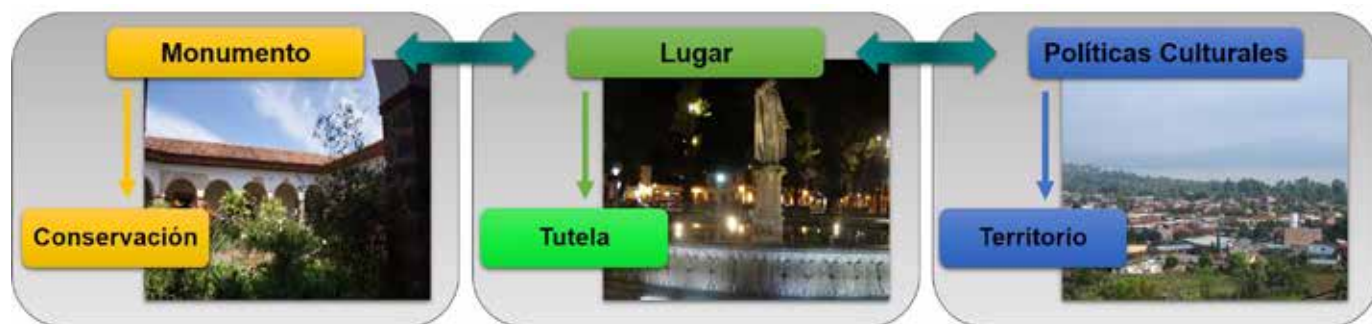 Monumento
Lugar
Políticas Culturales
Conservación
Tutela
Territorio